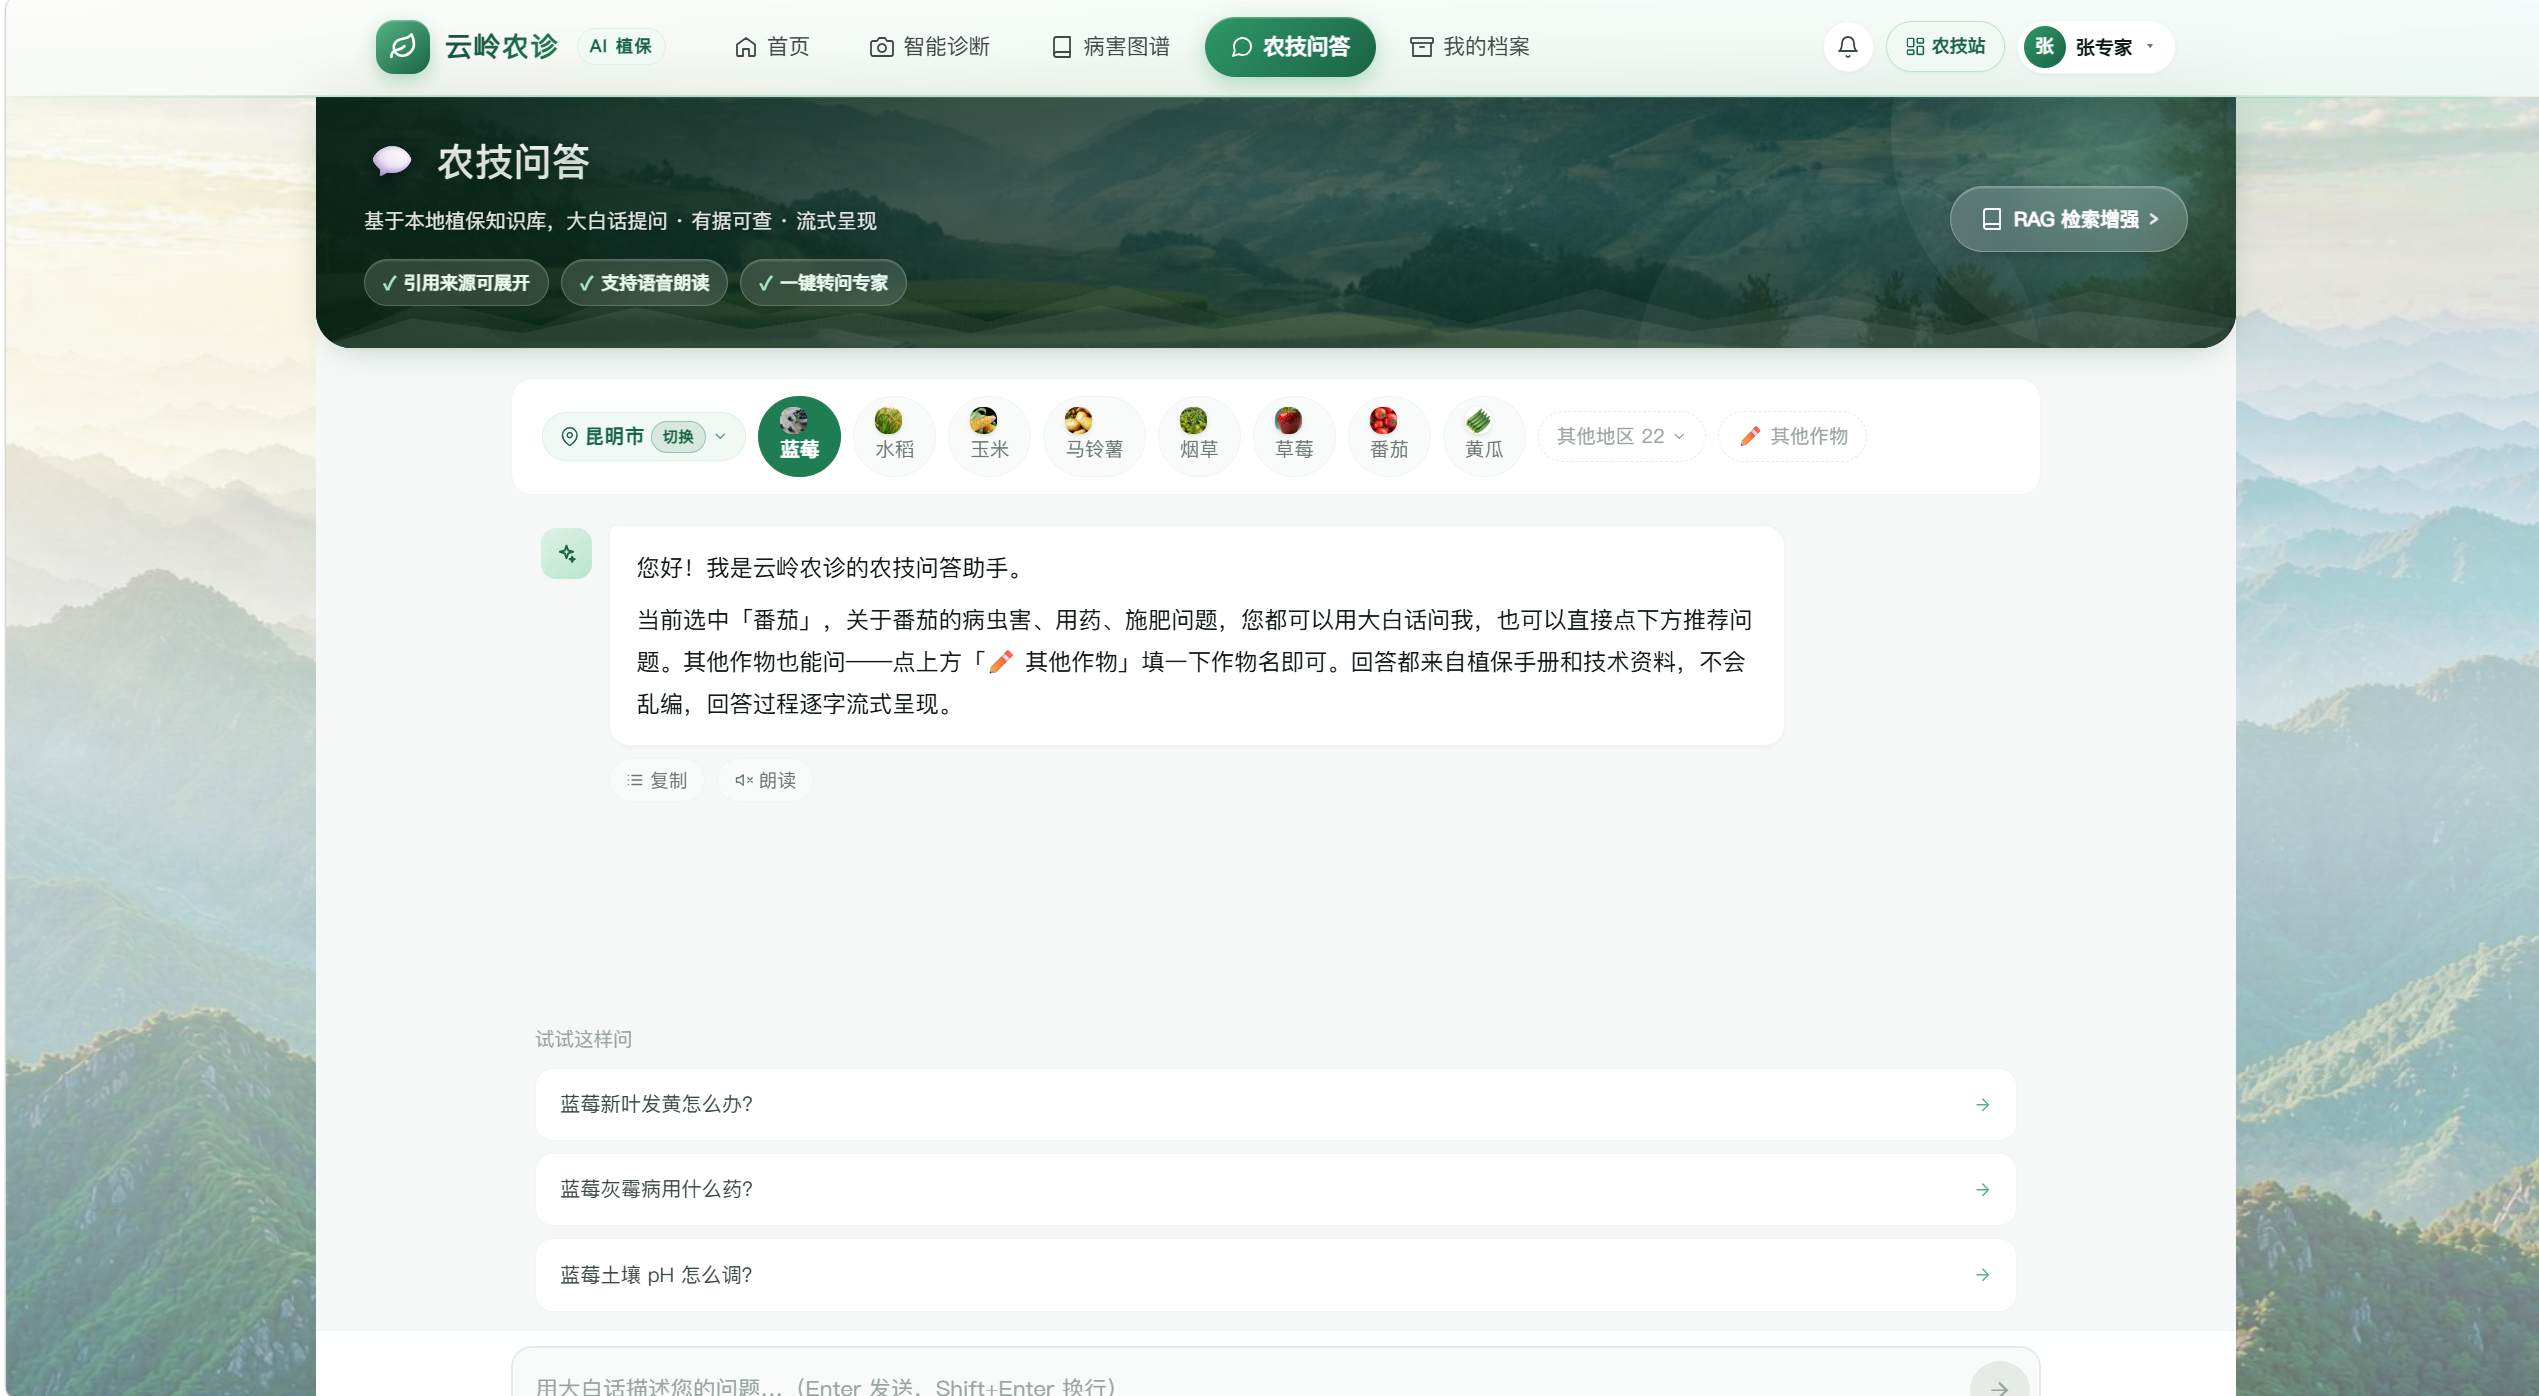 云岭农诊
AI 植保
首页
智能诊断
病害图谱
农技问答
我的档案
农技站
张
张专家
农技问答
基于本地植保知识库，大白话提问 · 有据可查 · 流式呈现
✓ 引用来源可展开
✓ 支持语音朗读
✓ 一键转问专家
RAG 检索增强 >
昆明市 切换
蓝莓
水稻
玉米
马铃薯
烟草
草莓
番茄
黄瓜
其他地区 22
其他作物
您好！我是云岭农诊的农技问答助手。
当前选中「番茄」，关于番茄的病虫害、用药、施肥问题，您都可以用大白话问我，也可以直接点下方推荐问
题。其他作物也能问——点上方「✏️ 其他作物」填一下作物名即可。回答都来自植保手册和技术资料，不会
乱编，回答过程逐字流式呈现。
复制
朗读
试试这样问
蓝莓新叶发黄怎么办?
蓝莓灰霉病用什么药?
蓝莓土壤 pH 怎么调?
用大白话描述您的问题...（Enter 发送，Shift+Enter 换行）